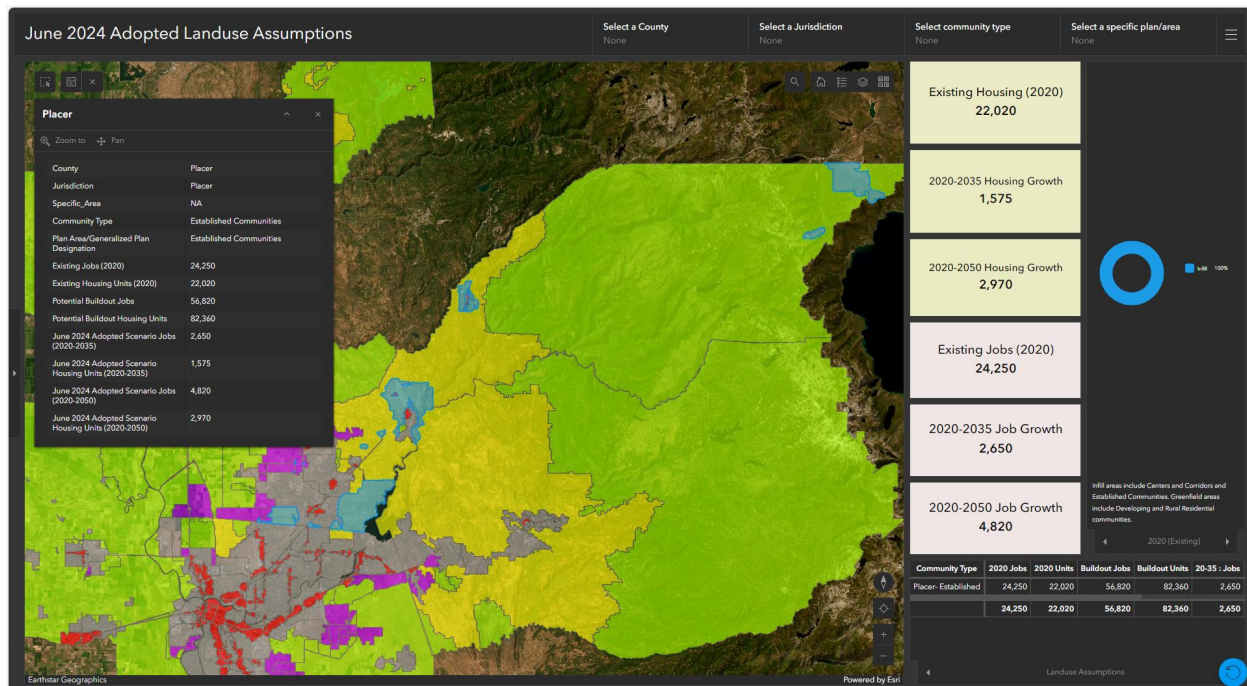 June 2024 Adopted Landuse Assumptions
Select a County
None
Select a Jurisdiction
None
Select community type
None
Select a specific plan/area
None
Placer
Zoom to
Pan
County Placer
Jurisdiction Placer
Specific_Area NA
Community Type Established Communities
Plan Area/Generalized Plan Established Communities
Designation
Existing Jobs (2020) 24,250
Existing Housing Units (2020) 22,020
Potential Buildout Jobs 56,820
Potential Buildout Housing Units 82,360
June 2024 Adopted Scenario Jobs 2,650
(2020-2035)
June 2024 Adopted Scenario 1,575
Housing Units (2020-2035)
June 2024 Adopted Scenario Jobs 4,820
(2020-2050)
June 2024 Adopted Scenario 2,970
Housing Units (2020-2050)
Earthstar Geographics
Powered by Esri
Existing Housing (2020)
22,020
2020-2035 Housing Growth
1,575
2020-2050 Housing Growth
2,970
Existing Jobs (2020)
24,250
2020-2035 Job Growth
2,650
2020-2050 Job Growth
4,820
Infill 100%
Infill areas include Centers and Corridors and
Established Communities. Greenfield areas
include Developing and Rural Residential
communities.
2020 (Existing)
Community Type 2020 Jobs 2020 Units Buildout Jobs Buildout Units 20-35 : Jobs
Placer- Established 24,250 22,020 56,820 82,360 2,650
24,250 22,020 56,820 82,360 2,650
Landuse Assumptions